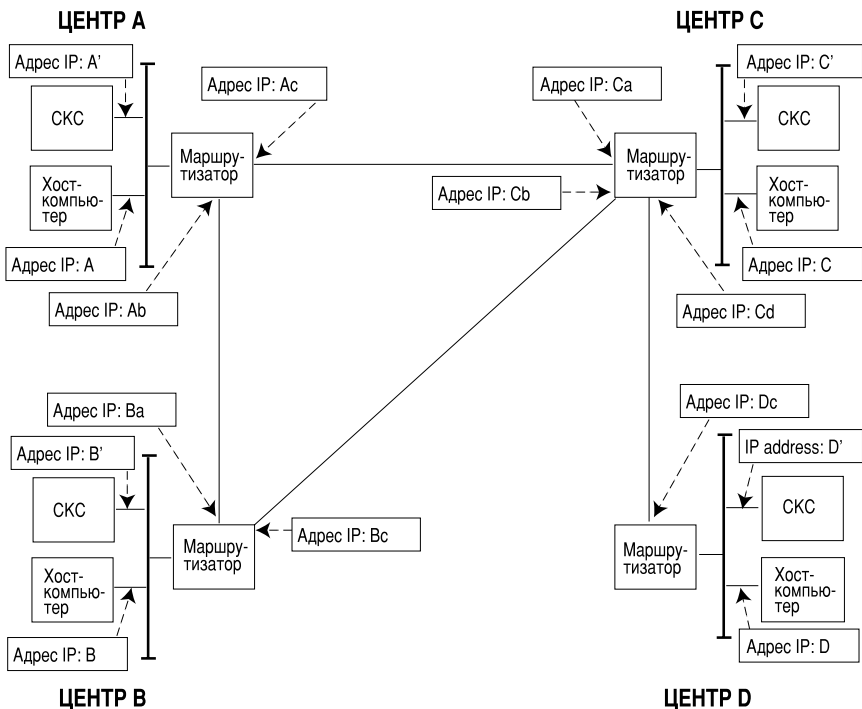 ЦЕНТР A
ЦЕНТР C
Адрес IP: A'
Адрес IP: Ac
Адрес IP: Ca
Адрес IP: C'
СКС
СКС
Маршру-
тизатор
Маршру-
тизатор
Хост-
компью-
тер
Хост-
компью-
тер
Адрес IP: Cb
Адрес IP: A
Адрес IP: C
Адрес IP: Ab
Адрес IP: Cd
Адрес IP: Ba
Адрес IP: Dc
Адрес IP: B'
IP address: D'
СКС
СКС
Адрес IP: Bc
Маршру-
тизатор
Маршру-
тизатор
Хост-
компью-
тер
Хост-
компью-
тер
Адрес IP: B
Адрес IP: D
ЦЕНТР B
ЦЕНТР D